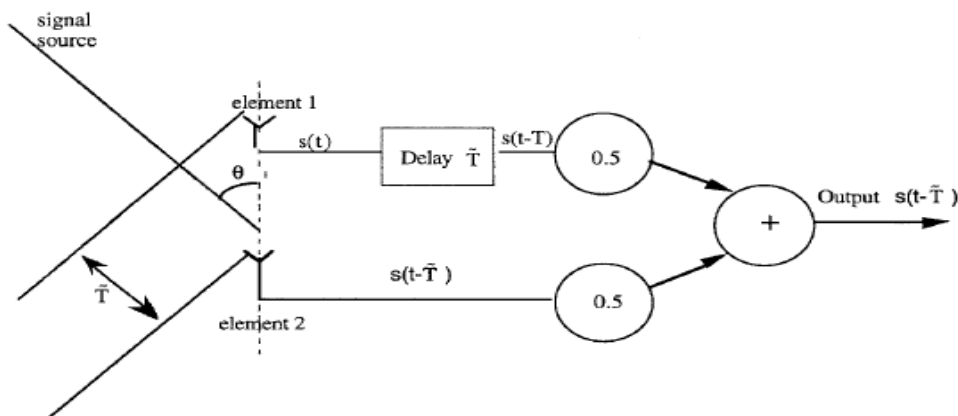 signal
source
element 1
s(t)
Delay T̃
s(t-T)
0.5
θ
+
Output s(t-T̃)
T̃
s(t-T̃)
0.5
element 2